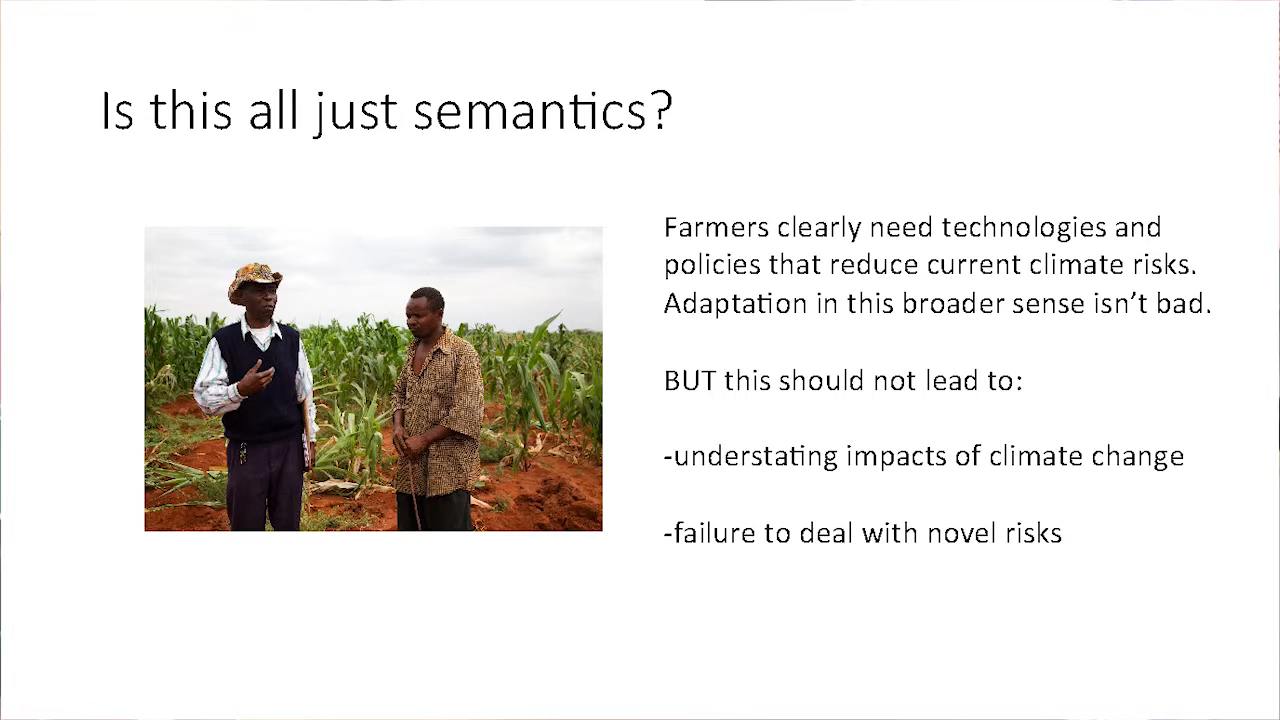 Is this all just semantics?
Farmers clearly need technologies and
policies that reduce current climate risks.
Adaptation in this broader sense isn’t bad.
BUT this should not lead to:
-understating impacts of climate change
-failure to deal with novel risks